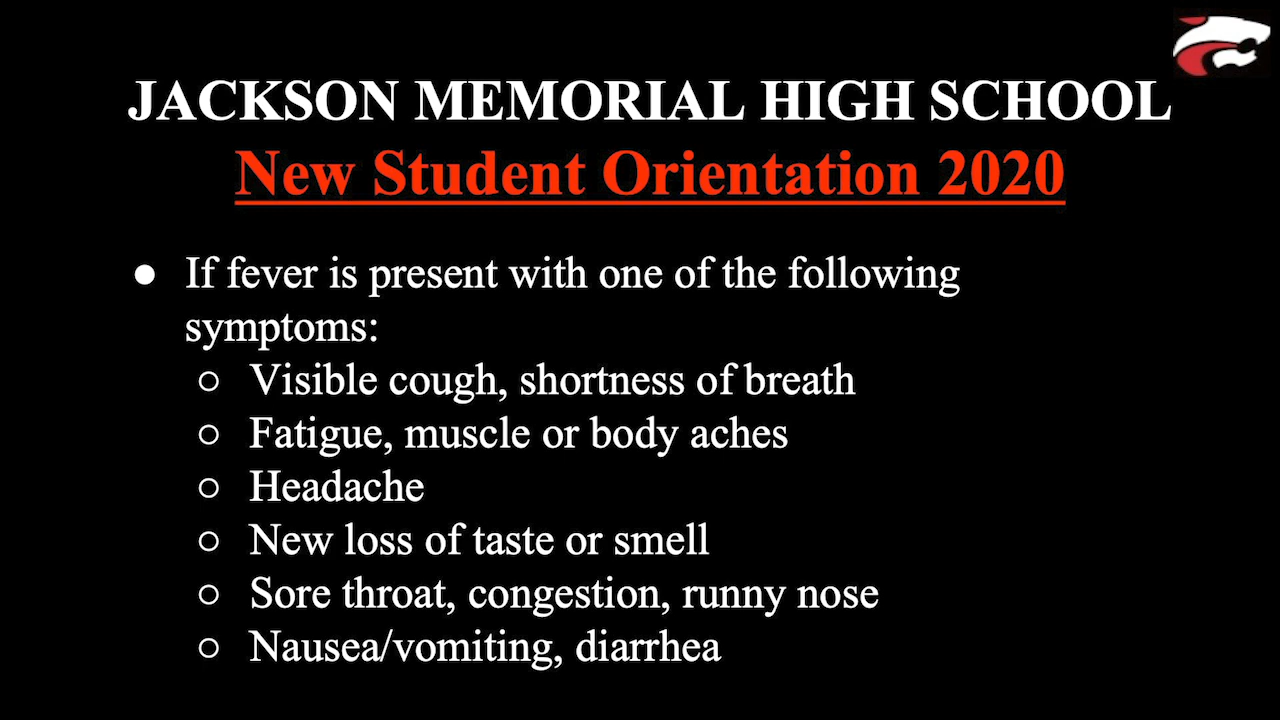 JACKSON MEMORIAL HIGH SCHOOL
New Student Orientation 2020
● If fever is present with one of the following
symptoms:
○ Visible cough, shortness of breath
○ Fatigue, muscle or body aches
○ Headache
○ New loss of taste or smell
○ Sore throat, congestion, runny nose
○ Nausea/vomiting, diarrhea